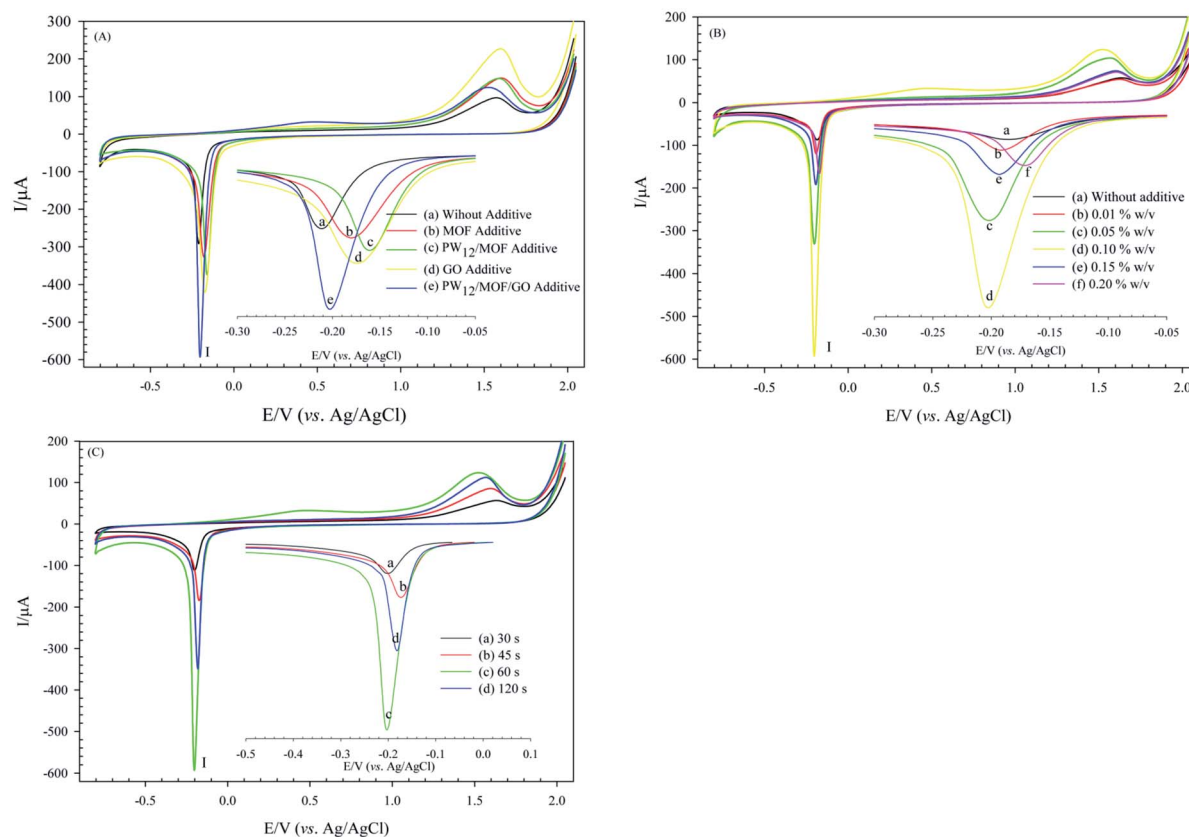 (A)
300
200
100
0
-100
-200
-300
-400
-500
-600
I/µA
-0.5 0.0 0.5 1.0 1.5 2.0
E/V (vs. Ag/AgCl)
I
a
b
c
d
e
-0.30 -0.25 -0.20 -0.15 -0.10 -0.05
E/V (vs. Ag/AgCl)
(a) Wihout Additive
(b) MOF Additive
(c) PW12/MOF Additive
(d) GO Additive
(e) PW12/MOF/GO Additive
(B)
200
100
0
-100
-200
-300
-400
-500
-600
I/µA
-0.5 0.0 0.5 1.0 1.5 2.0
E/V (vs. Ag/AgCl)
I
a
b
e
f
c
d
-0.30 -0.25 -0.20 -0.15 -0.10 -0.05
E/V (vs. Ag/AgCl)
(a) Without additive
(b) 0.01 % w/v
(c) 0.05 % w/v
(d) 0.10 % w/v
(e) 0.15 % w/v
(f) 0.20 % w/v
(C)
200
100
0
-100
-200
-300
-400
-500
-600
I/µA
-0.5 0.0 0.5 1.0 1.5 2.0
E/V (vs. Ag/AgCl)
I
a
b
d
c
-0.5 -0.4 -0.3 -0.2 -0.1 0.0 0.1
E/V (vs. Ag/AgCl)
(a) 30 s
(b) 45 s
(c) 60 s
(d) 120 s